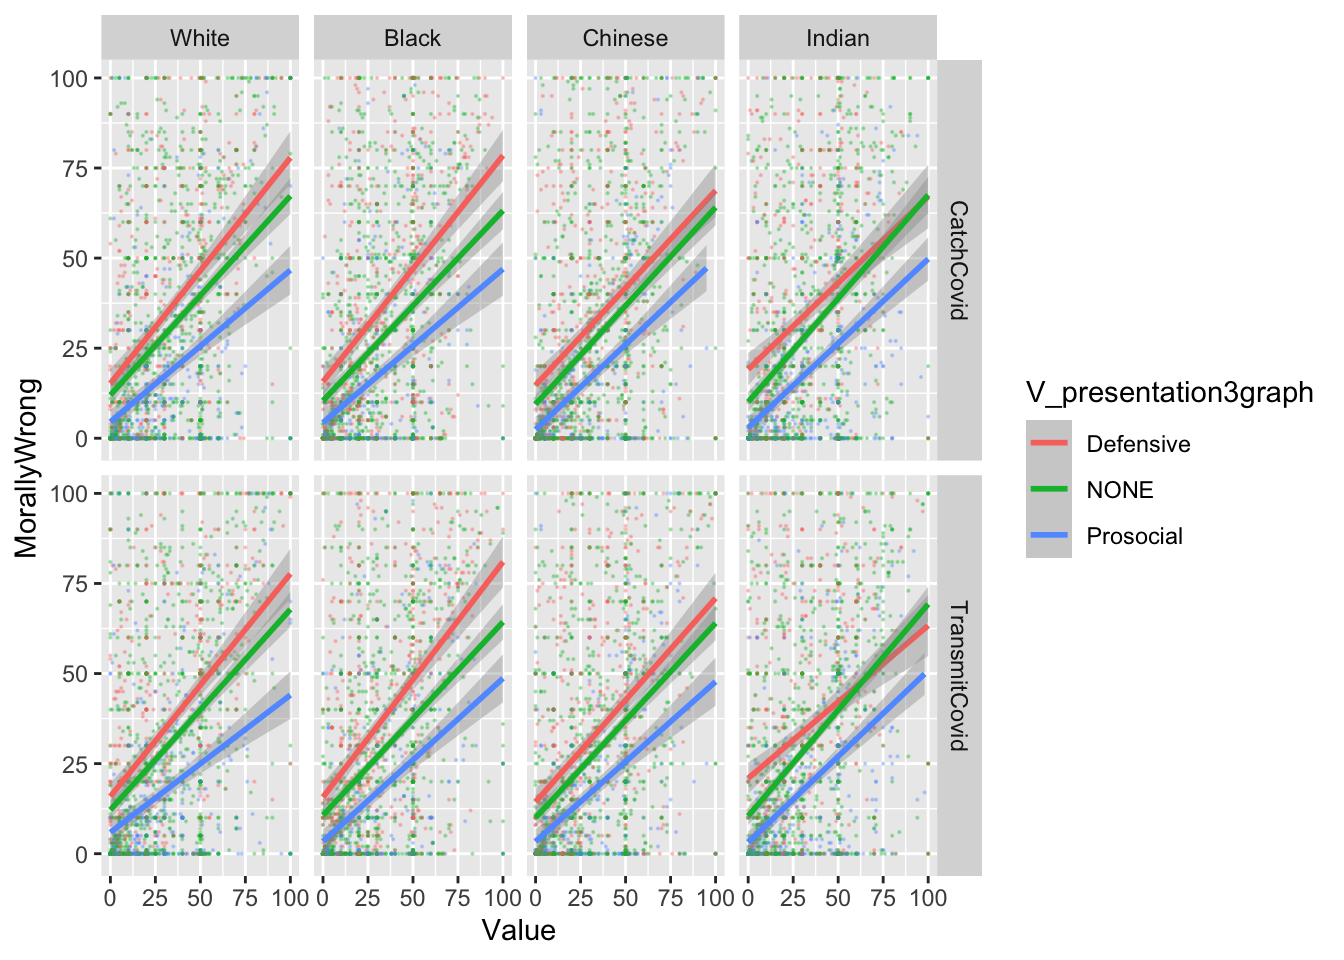 White Black Chinese Indian
100
75
50
25
0
CatchCovid
100
75
50
25
0
TransmitCovid
0 25 50 75 100 0 25 50 75 100 0 25 50 75 100 0 25 50 75 100
Value
MorallyWrong
V_presentation3graph
Defensive
NONE
Prosocial